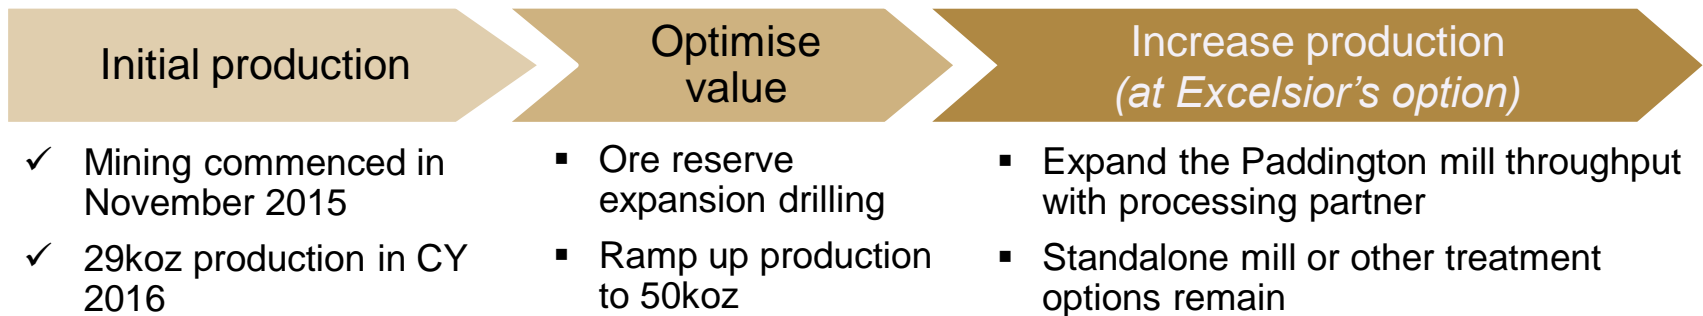 Initial production
Optimise
value
Increase production
(at Excelsior's option)
✓ Mining commenced in
November 2015
✓ 29koz production in CY
2016
▪ Ore reserve
expansion drilling
▪ Ramp up production
to 50koz
▪ Expand the Paddington mill throughput
with processing partner
▪ Standalone mill or other treatment
options remain